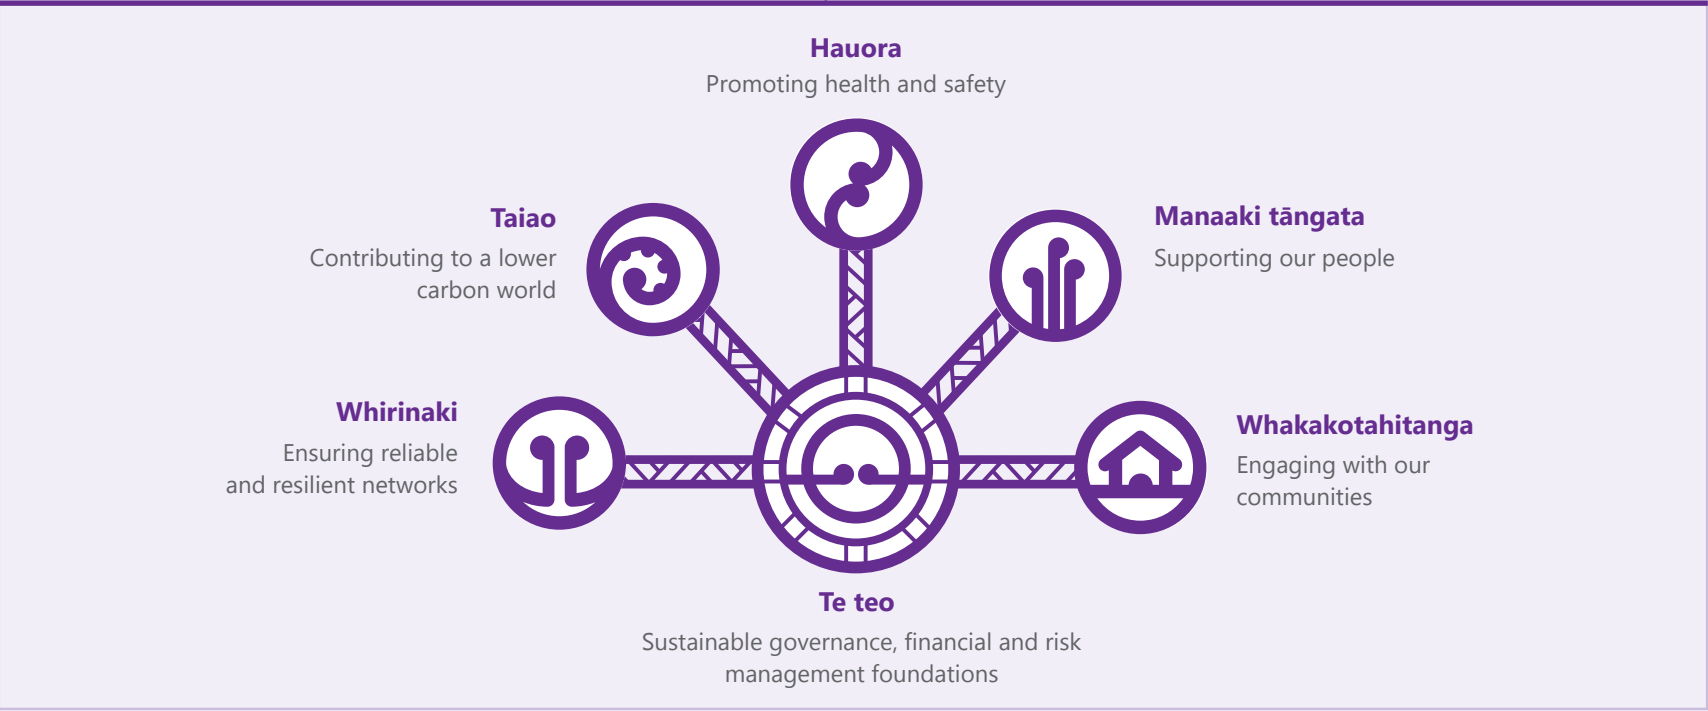 Hauora
Promoting health and safety
Taiao
Contributing to a lower
carbon world
Manaaki tāngata
Supporting our people
Whirinaki
Ensuring reliable
and resilient networks
Whakakotahitanga
Engaging with our
communities
Te teo
Sustainable governance, financial and risk
management foundations